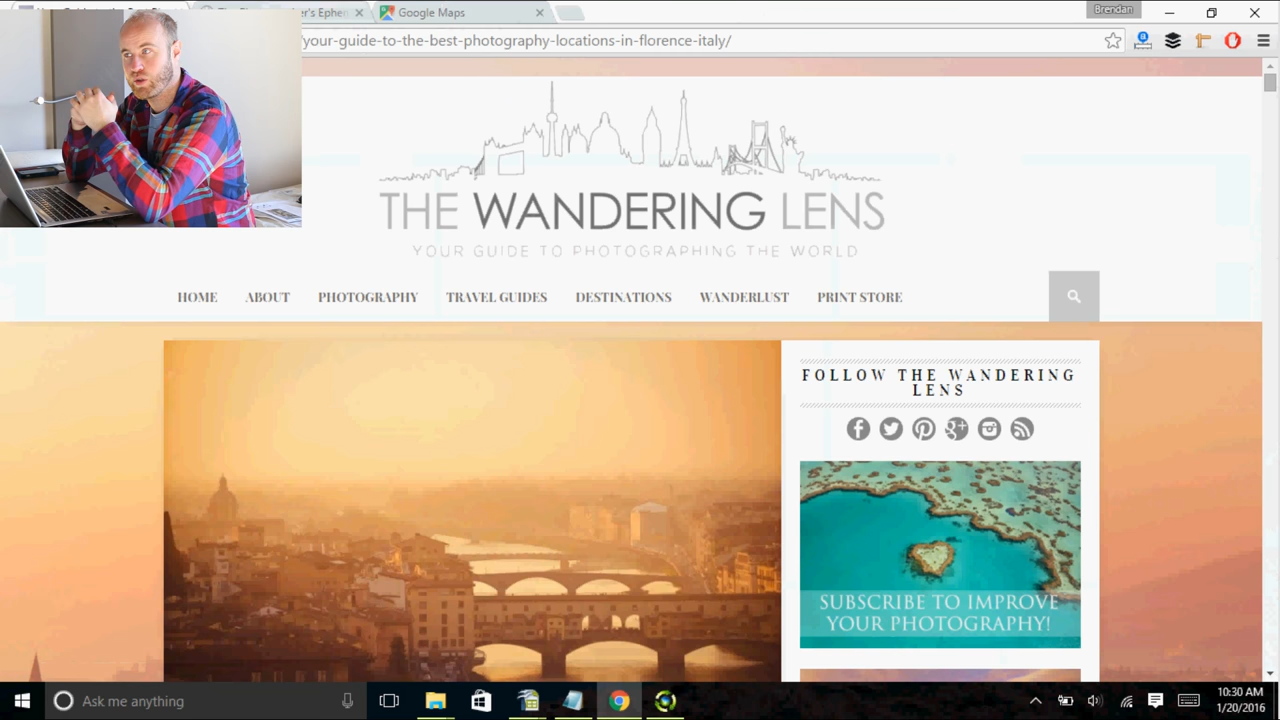 er's Ephem
Google Maps
Brendan
/your-guide-to-the-best-photography-locations-in-florence-italy/
THE WANDERING LENS
YOUR GUIDE TO PHOTOGRAPHING THE WORLD
HOME ABOUT PHOTOGRAPHY TRAVEL GUIDES DESTINATIONS WANDERLUST PRINT STORE
FOLLOW THE WANDERING
LENS
SUBSCRIBE TO IMPROVE
YOUR PHOTOGRAPHY!
Ask me anything
10:30 AM
1/20/2016